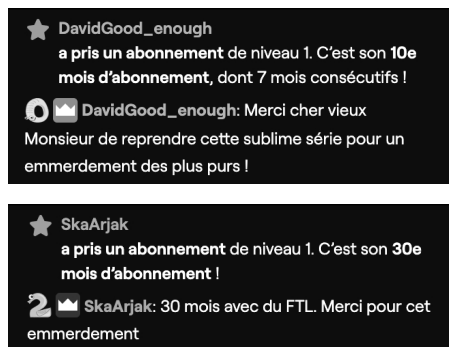 DavidGood_enough
a pris un abonnement de niveau 1. C'est son 10e
mois d'abonnement, dont 7 mois consécutifs !
DavidGood_enough: Merci cher vieux
Monsieur de reprendre cette sublime série pour un
emmerdement des plus purs !
SkaArjak
a pris un abonnement de niveau 1. C'est son 30e
mois d'abonnement !
2 SkaArjak: 30 mois avec du FTL. Merci pour cet
emmerdement